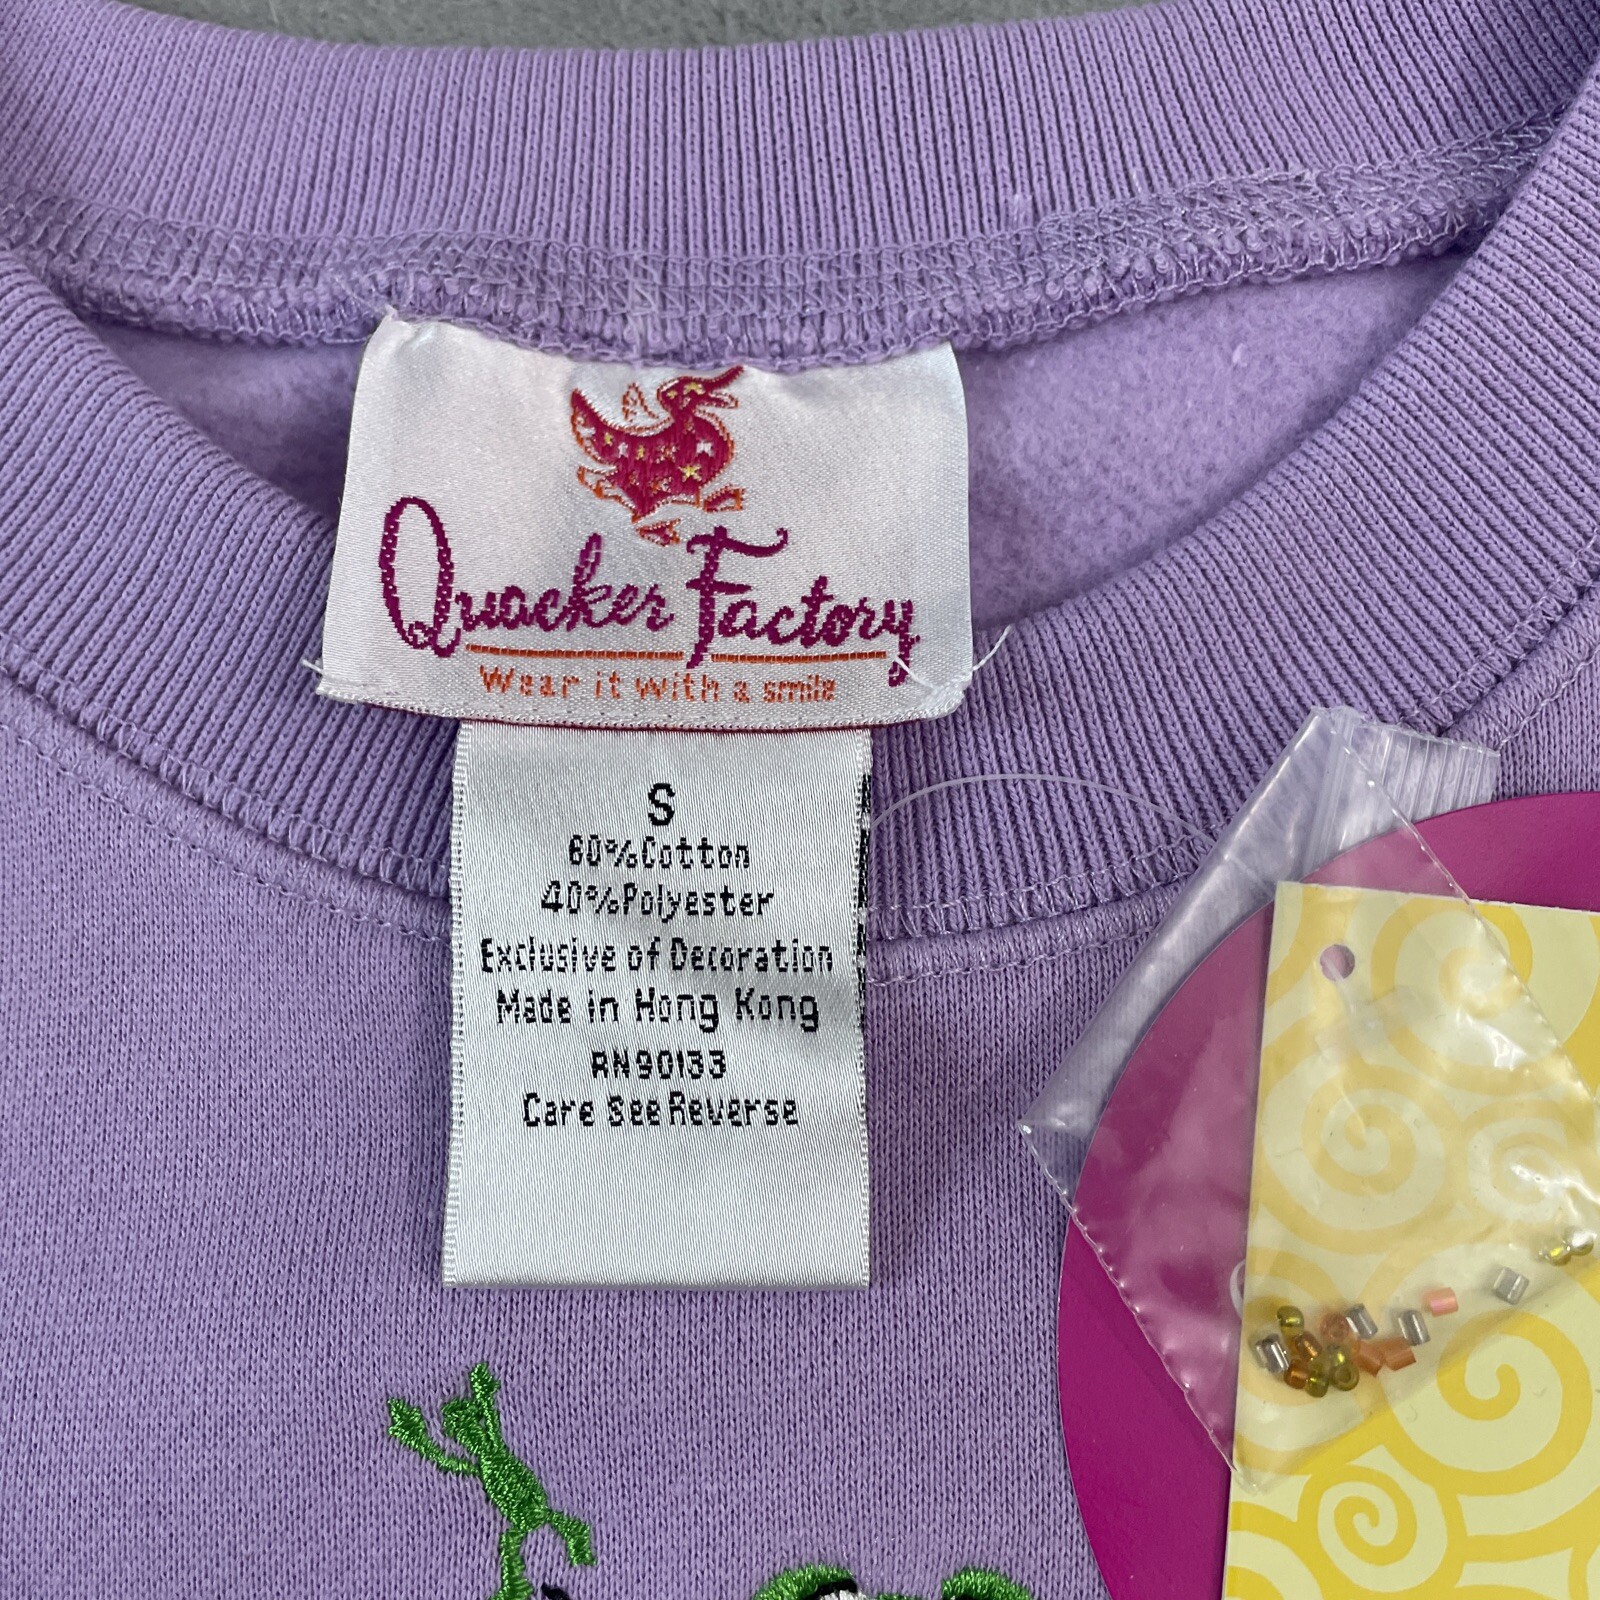 Quacker Factory
Wear it with a smile
S
60%Cotton
40%Polyester
Exclusive of Decoration
Made in Hong Kong
RN90133
Care See Reverse